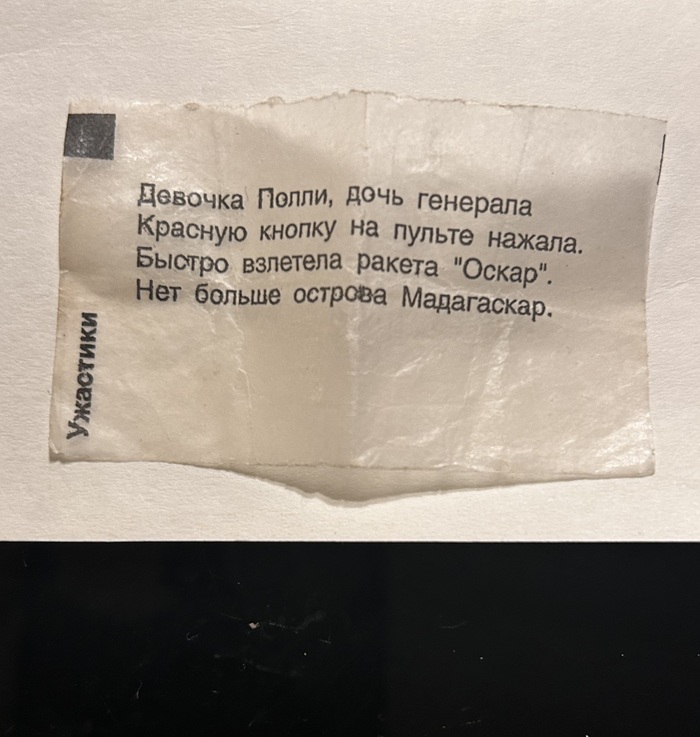 Девочка Полли, дочь генерала
Красную кнопку на пульте нажала.
Быстро взлетела ракета "Оскар".
Нет больше острова Мадагаскар.
Ужастики